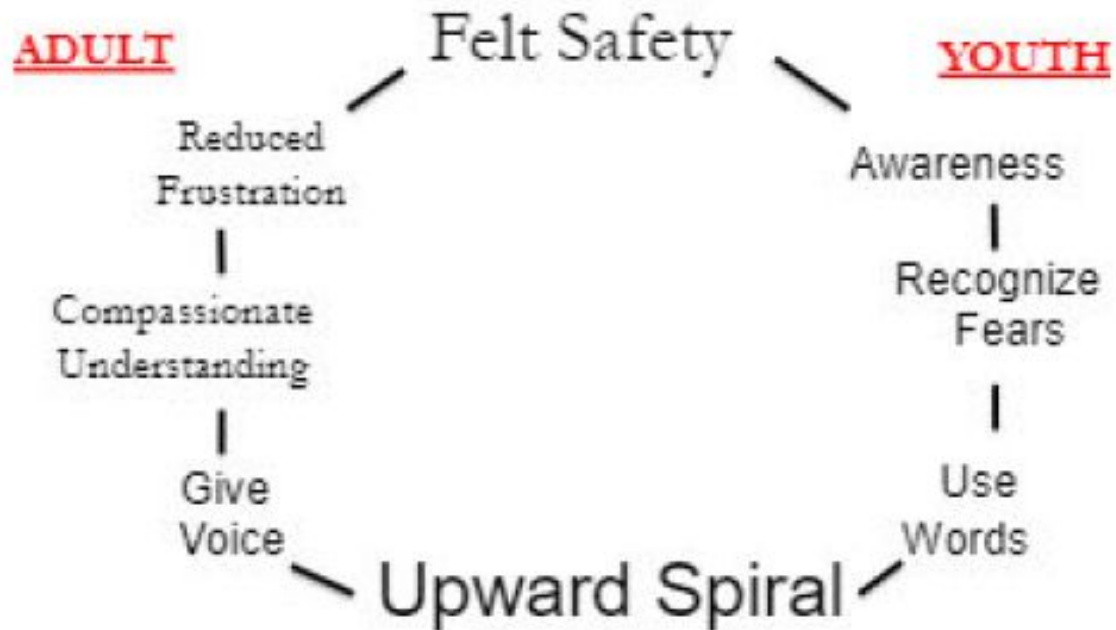 ADULT
Felt Safety
YOUTH
Reduced
Frustration
Compassionate
Understanding
Give
Voice
Awareness
Recognize
Fears
Use
Words
Upward Spiral